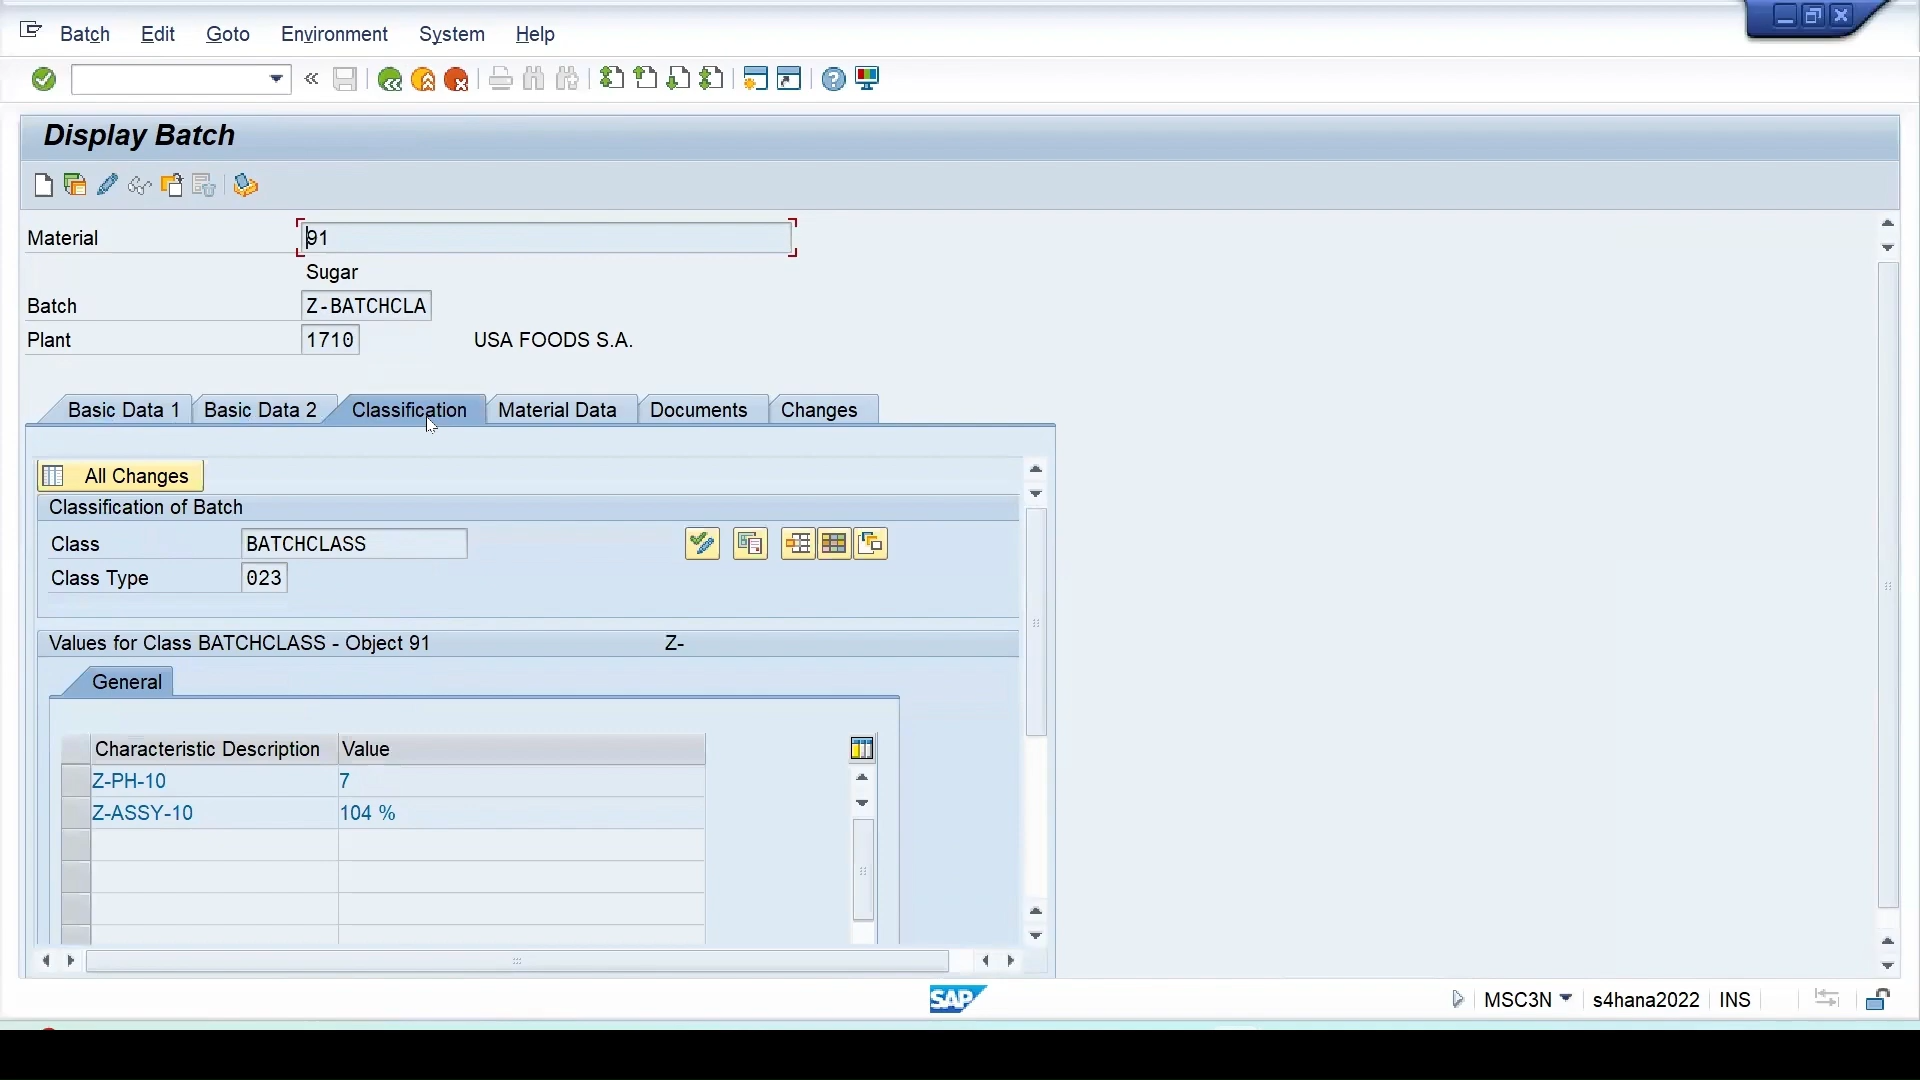 Batch Edit Goto Environment System Help
Display Batch
Material 91
Sugar
Batch Z-BATCHCLA
Plant 1710 USA FOODS S.A.
Basic Data 1 Basic Data 2 Classification Material Data Documents Changes
All Changes
Classification of Batch
Class BATCHCLASS
Class Type 023
Values for Class BATCHCLASS - Object 91 Z-
General
Characteristic Description Value
Z-PH-10 7
Z-ASSY-10 104 %
SAP MSC3N s4hana2022 INS